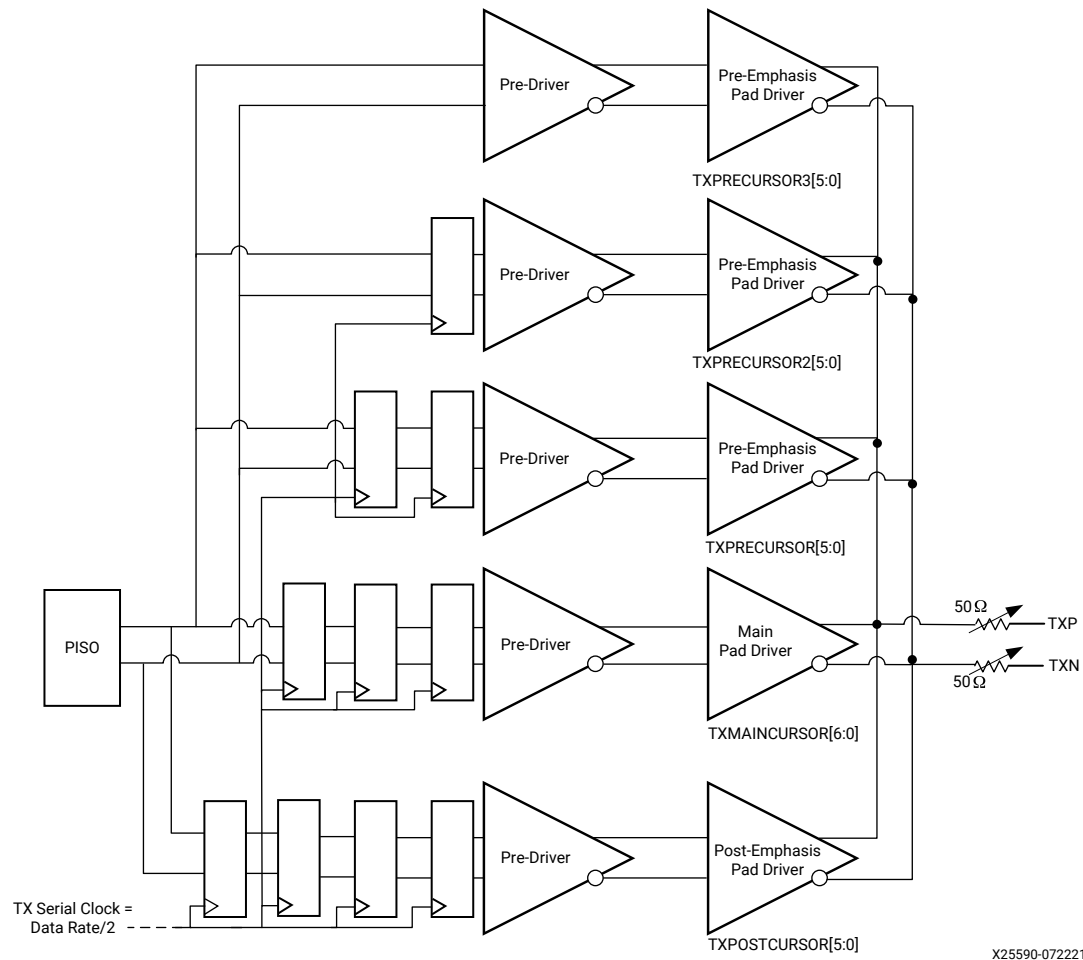 Pre-Driver
Pre-Emphasis
Pad Driver
TXPRECURSOR3[5:0]
Pre-Driver
Pre-Emphasis
Pad Driver
TXPRECURSOR2[5:0]
Pre-Driver
Pre-Emphasis
Pad Driver
TXPRECURSOR[5:0]
PISO
Pre-Driver
Main
Pad Driver
TXMAINCURSOR[6:0]
50Ω
TXP
TXN
50Ω
Pre-Driver
Post-Emphasis
Pad Driver
TXPOSTCURSOR[5:0]
TX Serial Clock =
Data Rate/2
X25590-072221